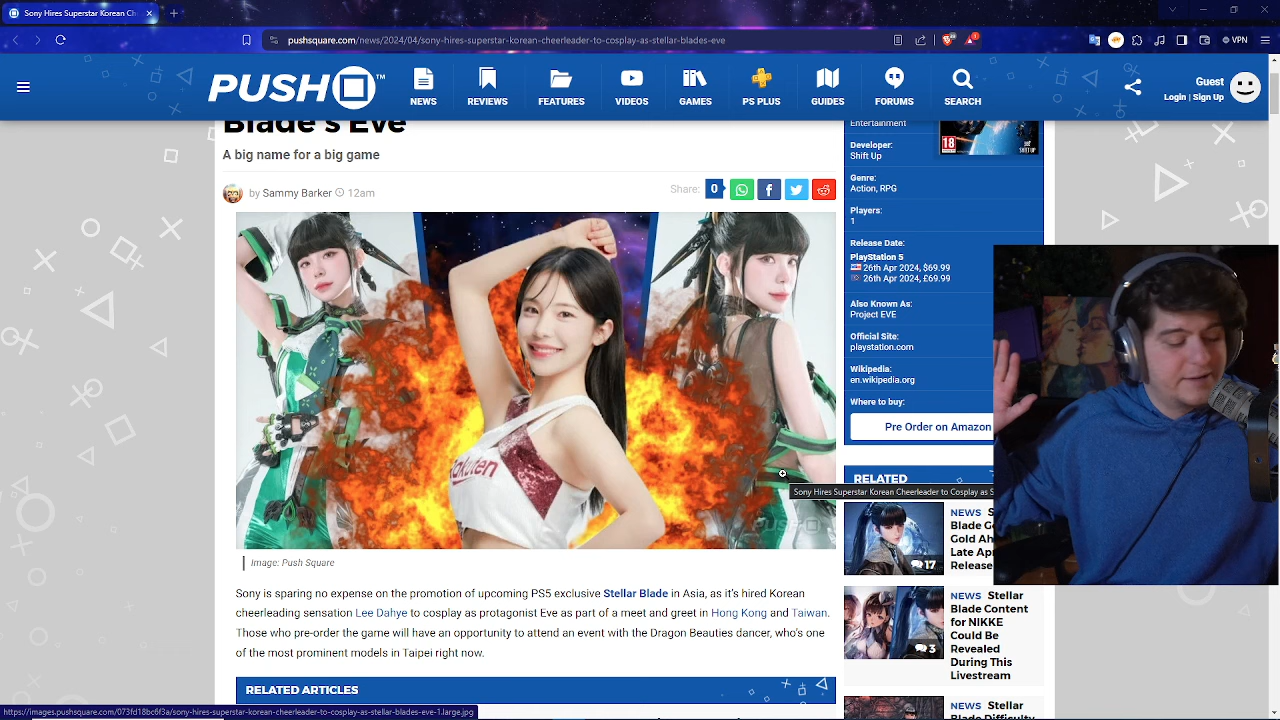 Sony Hires Superstar Korean Ch
pushsquare.com/news/2024/04/sony-hires-superstar-korean-cheerleader-to-cosplay-as-stellar-blades-eve
VPN
PUSH
TM
NEWS
REVIEWS
FEATURES
VIDEOS
GAMES
PS PLUS
GUIDES
FORUMS
SEARCH
Guest
Login | Sign Up
Blade's Eve
A big name for a big game
by Sammy Barker 12am
Share: 0
Rakuten
PUSH
Image: Push Square
Sony is sparing no expense on the promotion of upcoming PS5 exclusive Stellar Blade in Asia, as it's hired Korean
cheerleading sensation Lee Dahye to cosplay as protagonist Eve as part of a meet and greet in Hong Kong and Taiwan.
Those who pre-order the game will have an opportunity to attend an event with the Dragon Beauties dancer, who's one
of the most prominent models in Taipei right now.
RELATED ARTICLES
https://images.pushsquare.com/073fd18bc6f3a/sony-hires-superstar-korean-cheerleader-to-cosplay-as-stellar-blades-eve-1.large.jpg
Entertainment
18
SHIFT UP
Developer:
Shift Up
Genre:
Action, RPG
Players:
1
Release Date:
PlayStation 5
26th Apr 2024, $69.99
26th Apr 2024, £69.99
Also Known As:
Project EVE
Official Site:
playstation.com
Wikipedia:
en.wikipedia.org
Where to buy:
Pre Order on Amazon
RELATED
Sony Hires Superstar Korean Cheerleader to Cosplay as S
NEWS S
Blade G
Gold Ah
Late Apr
Release
17
NEWS Stellar
Blade Content
for NIKKE
Could Be
Revealed
During This
Livestream
3
NEWS Stellar
Blade Difficulty